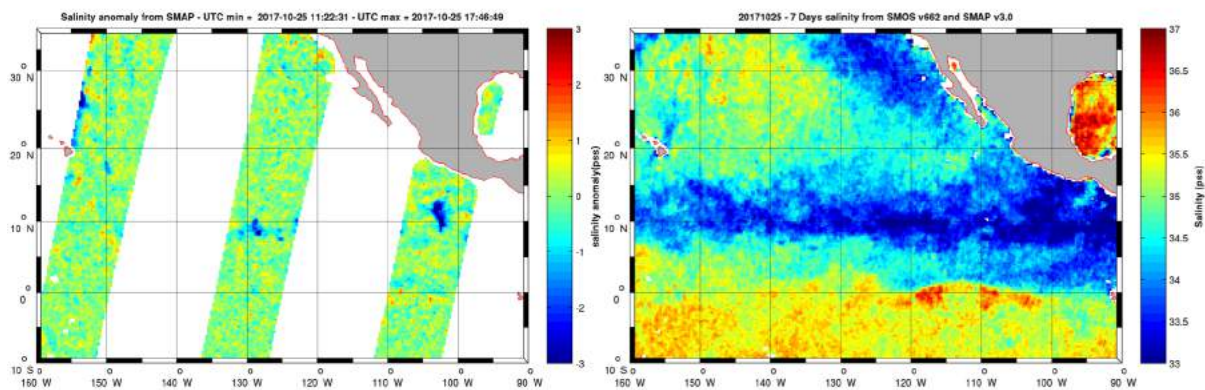 Salinity anomaly from SMAP - UTC min = 2017-10-25 11:22:31 - UTC max = 2017-10-25 17:46:49
30 °N
20 °N
10 °N
0 °
10 °S
160 °W
150 °W
140 °W
130 °W
120 °W
110 °W
100 °W
90 °W
3
2
1
0
-1
-2
-3
salinity anomaly(pss)
20171025 - 7 Days salinity from SMOS v662 and SMAP v3.0
30 °N
20 °N
10 °N
0 °
10 °S
160 °W
150 °W
140 °W
130 °W
120 °W
110 °W
100 °W
90 °W
37
36.5
36
35.5
35
34.5
34
33.5
33
Salinity (pss)